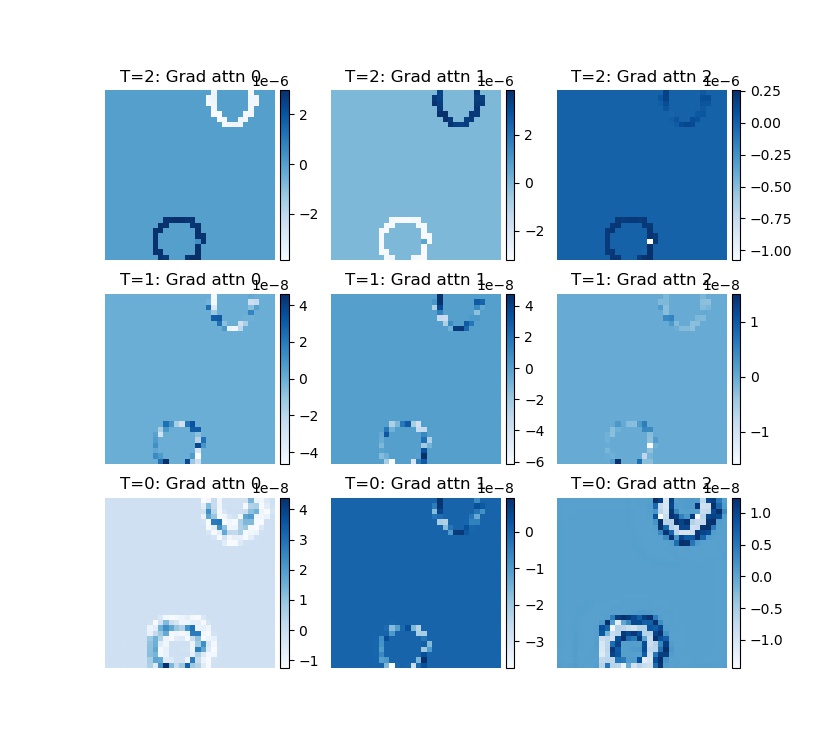 T=2: Grad attn 0
1e−6
T=2: Grad attn 1
1e−6
T=2: Grad attn 2
1e−6
2
0
−2
2
0
−2
0.25
0.00
−0.25
−0.50
−0.75
−1.00
T=1: Grad attn 0
1e−8
T=1: Grad attn 1
1e−8
T=1: Grad attn 2
1e−8
4
2
0
−2
−4
4
2
0
−2
−4
−6
1
0
−1
T=0: Grad attn 0
1e−8
T=0: Grad attn 1
1e−8
T=0: Grad attn 2
1e−8
4
3
2
1
0
−1
0
−1
−2
−3
1.0
0.5
0.0
−0.5
−1.0